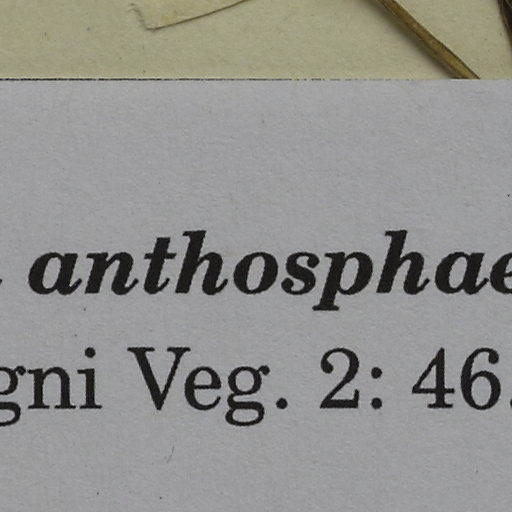 anthosphae
gni Veg. 2: 46.